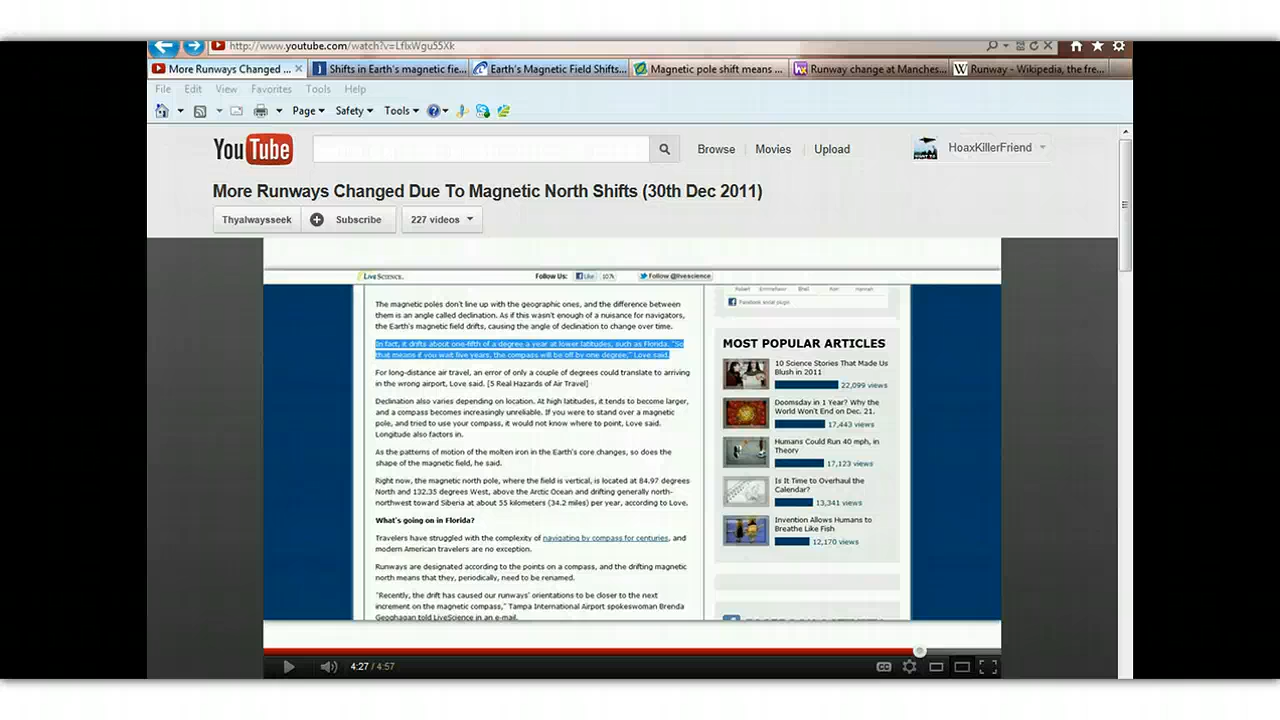 http://www.youtube.com/watch?v=LflxWgu55Xk
More Runways Changed ...
Shifts in Earth's magnetic fie...
Earth's Magnetic Field Shifts...
Magnetic pole shift means ...
Runway change at Manches...
Runway - Wikipedia, the fre...
File Edit View Favorites Tools Help
Page Safety Tools
YouTube
Browse Movies Upload
HoaxKillerFriend
More Runways Changed Due To Magnetic North Shifts (30th Dec 2011)
Thyalwaysseek
Subscribe
227 videos
LIVESCIENCE
Follow Us:
Like
107k
Follow @livescience
The magnetic poles don't line up with the geographic ones, and the difference between
them is an angle called declination. As if this wasn't enough of a nuisance for navigators,
the Earth's magnetic field drifts, causing the angle of declination to change over time.
In fact, it drifts about one-fifth of a degree a year at lower latitudes, such as Florida. "So
that means if you wait five years, the compass will be off by one degree," Love said.
For long-distance air travel, an error of only a couple of degrees could translate to arriving
in the wrong airport, Love said. [5 Real Hazards of Air Travel]
Declination also varies depending on location. At high latitudes, it tends to become larger,
and a compass becomes increasingly unreliable. If you were to stand over a magnetic
pole, and tried to use your compass, it would not know where to point, Love said.
Longitude also factors in.
As the patterns of motion of the molten iron in the Earth's core changes, so does the
shape of the magnetic field, he said.
Right now, the magnetic north pole, where the field is vertical, is located at 84.97 degrees
North and 132.35 degrees West, above the Arctic Ocean and drifting generally north-
northwest toward Siberia at about 55 kilometers (34.2 miles) per year, according to Love.
What's going on in Florida?
Travelers have struggled with the complexity of navigating by compass for centuries, and
modern American travelers are no exception.
Runways are designated according to the points on a compass, and the drifting magnetic
north means that they, periodically, need to be renamed.
"Recently, the drift has caused our runways' orientations to be closer to the next
increment on the magnetic compass," Tampa International Airport spokeswoman Brenda
Geoghagan told LiveScience in an e-mail.
Facebook social plugin
MOST POPULAR ARTICLES
10 Science Stories That Made Us
Blush in 2011
22,099 views
Doomsday in 1 Year? Why the
World Won't End on Dec. 21.
17,443 views
Humans Could Run 40 mph, in
Theory
17,123 views
Is It Time to Overhaul the
Calendar?
13,341 views
Invention Allows Humans to
Breathe Like Fish
12,170 views
4:27 / 4:57
CC